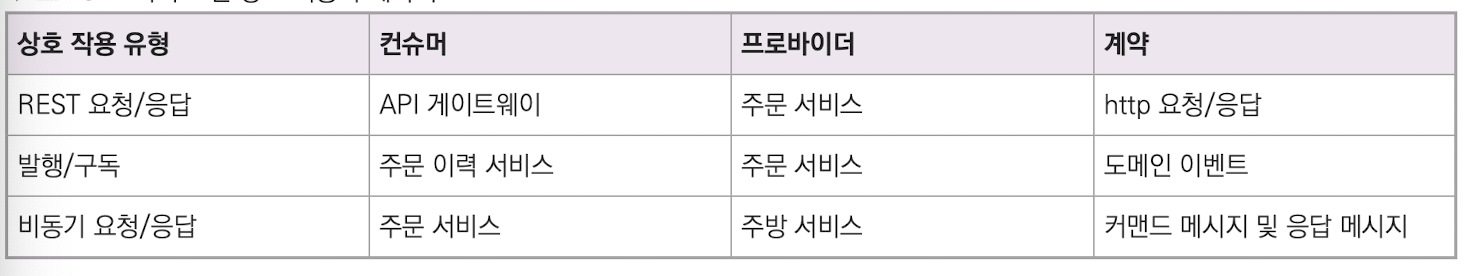 상호 작용 유형 컨슈머 프로바이더 계약
REST 요청/응답 API 게이트웨이 주문 서비스 http 요청/응답
발행/구독 주문 이력 서비스 주문 서비스 도메인 이벤트
비동기 요청/응답 주문 서비스 주방 서비스 커맨드 메시지 및 응답 메시지